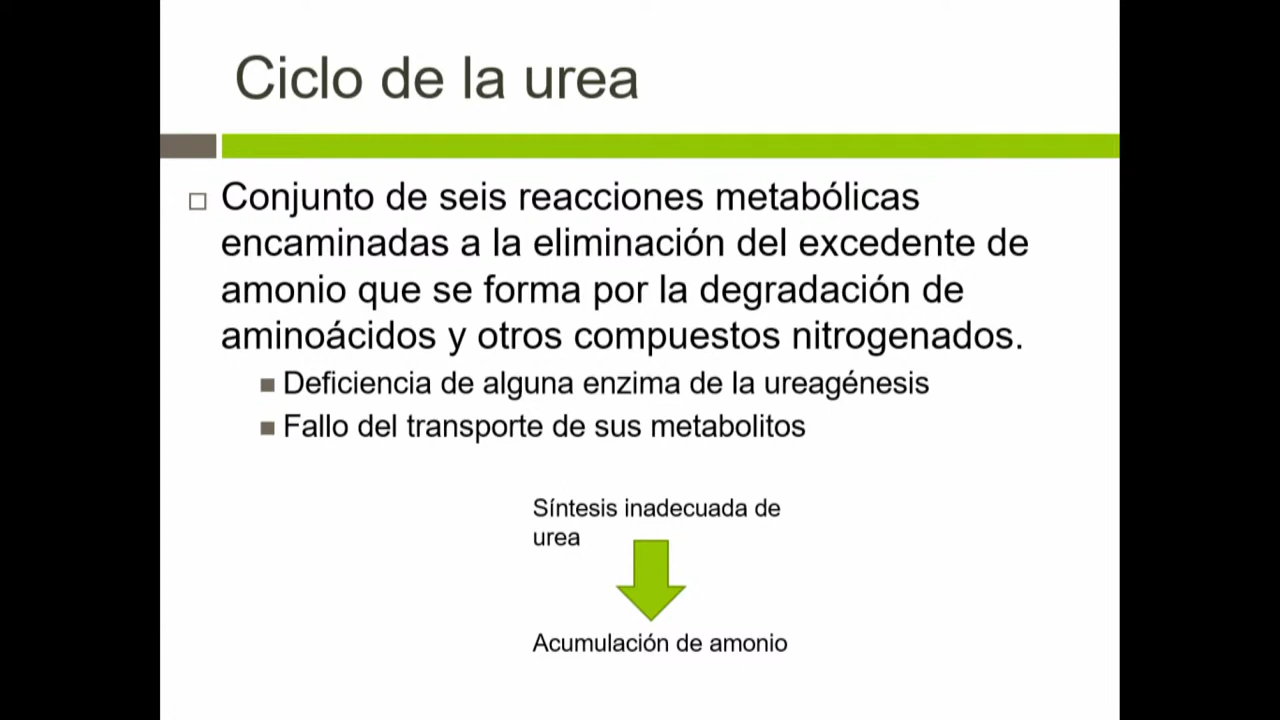 Ciclo de la urea
Conjunto de seis reacciones metabólicas
encaminadas a la eliminación del excedente de
amonio que se forma por la degradación de
aminoácidos y otros compuestos nitrogenados.
Deficiencia de alguna enzima de la ureagénesis
Fallo del transporte de sus metabolitos
Síntesis inadecuada de
urea
Acumulación de amonio